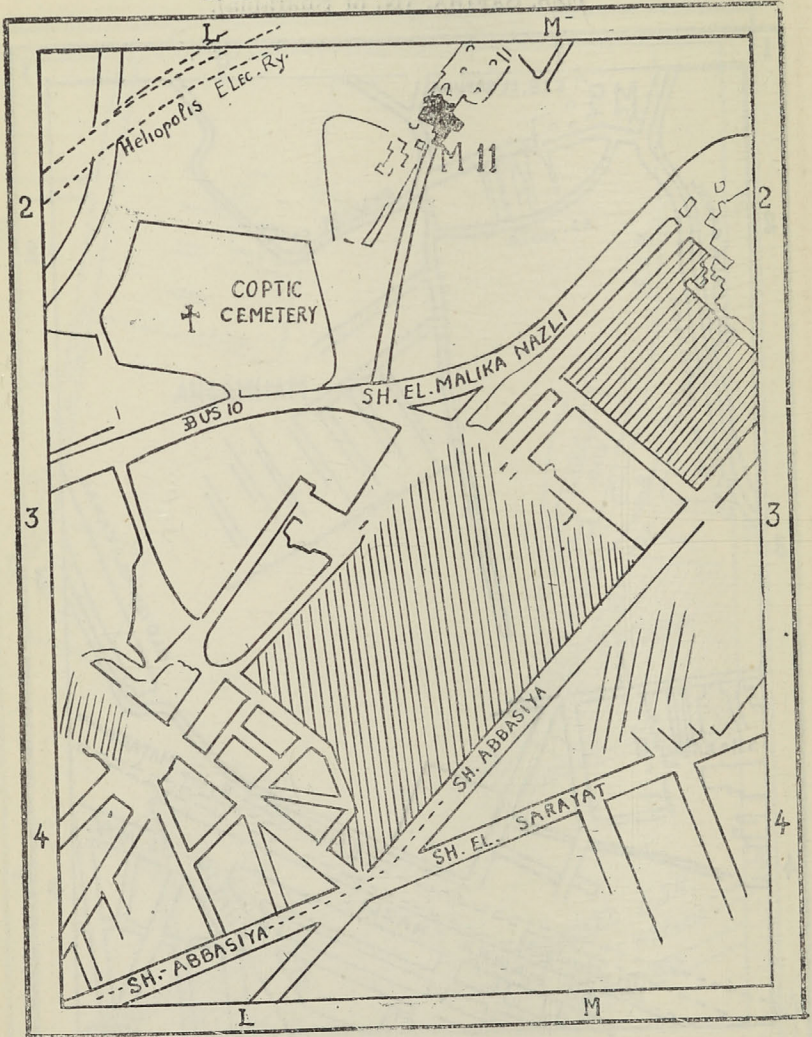 L
M
Heliopolis ELEC. Ry.
M 11
2
2
COPTIC
CEMETERY
SH. EL. MALIKA NAZLI
BUS 10
3
3
SH. ABBASIYA
4
4
SH. EL. SARAYAT
SH. ABBASIYA
L
M